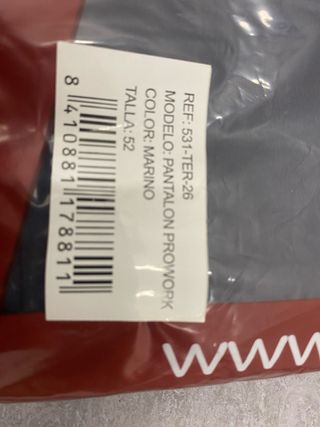 REF: 531-TER-26
MODELO: PANTALON PROWORK
COLOR: MARINO
TALLA: 52
8 410881 178811
www